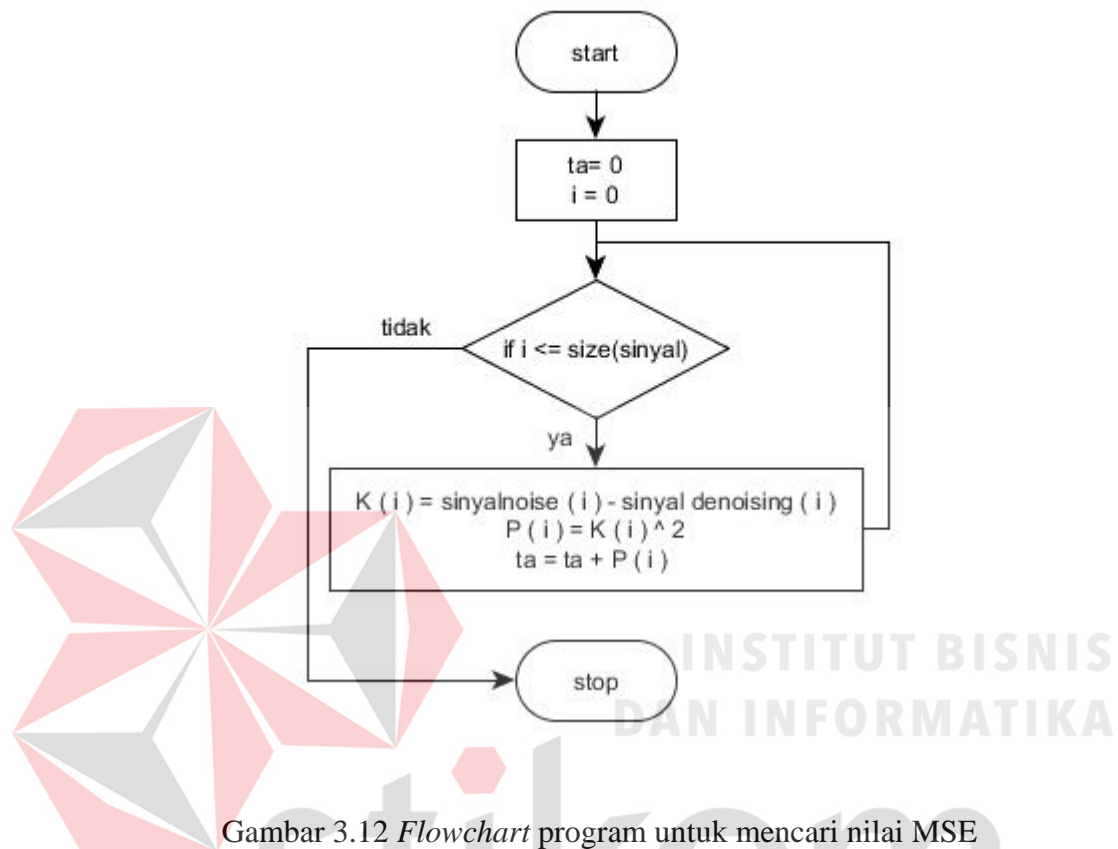 start
ta= 0
i = 0
tidak
if i <= size(sinyal)
ya
K ( i ) = sinyalnoise ( i ) - sinyal denoising ( i )
P ( i ) = K ( i ) ^ 2
ta = ta + P ( i )
INSTITUT BISNIS
DAN INFORMATIKA
stop
stikom
Gambar 3.12 Flowchart program untuk mencari nilai MSE